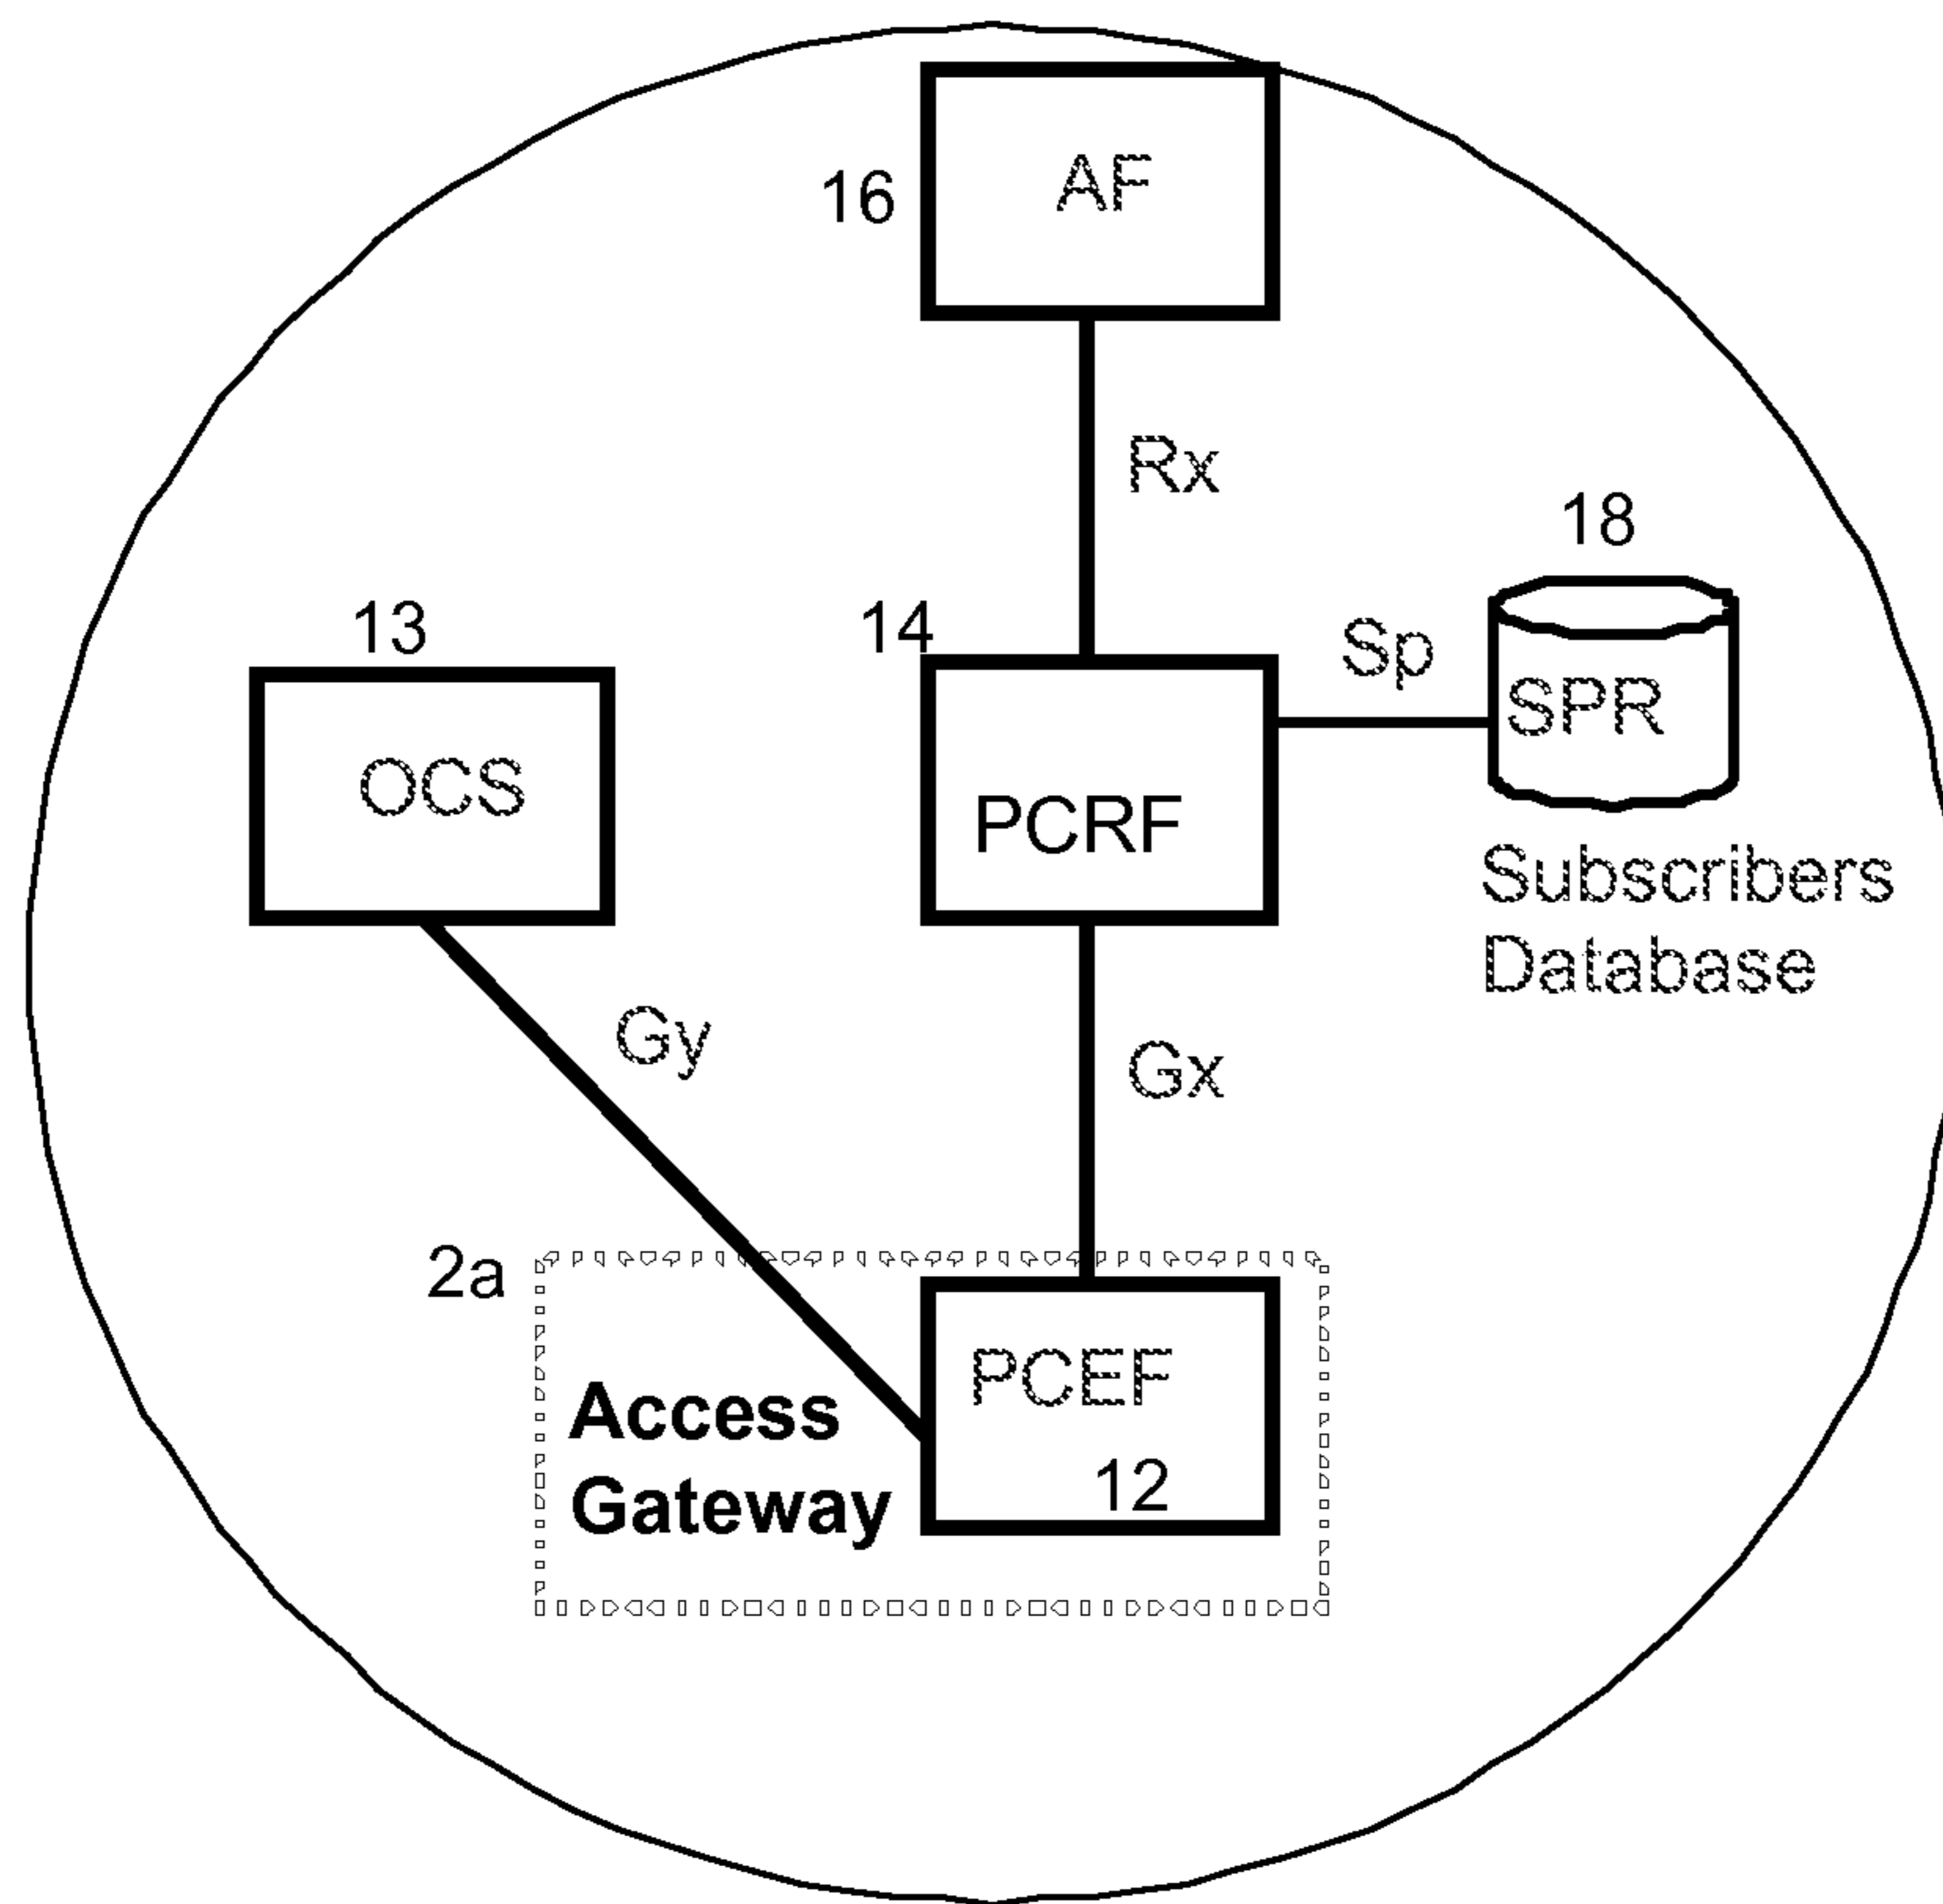 AF
16
Rx
18
13
14
Sp
SPR
OCS
PCRF
Subscribers
Database
Gy
Gx
2a
PCEF
Access
12
Gateway